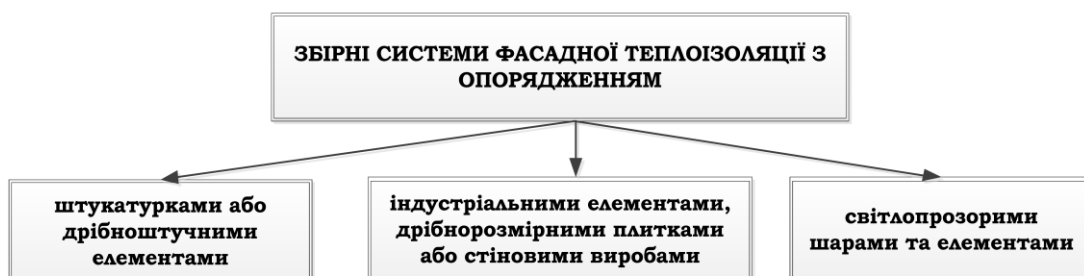 ЗБІРНІ СИСТЕМИ ФАСАДНОЇ ТЕПЛОІЗОЛЯЦІЇ З
ОПОРЯДЖЕННЯМ
штукатурками або
дрібноштучними
елементами
індустріальними елементами,
дрібнорозмірними плитками
або стіновими виробами
світлопрозорими
шарами та елементами